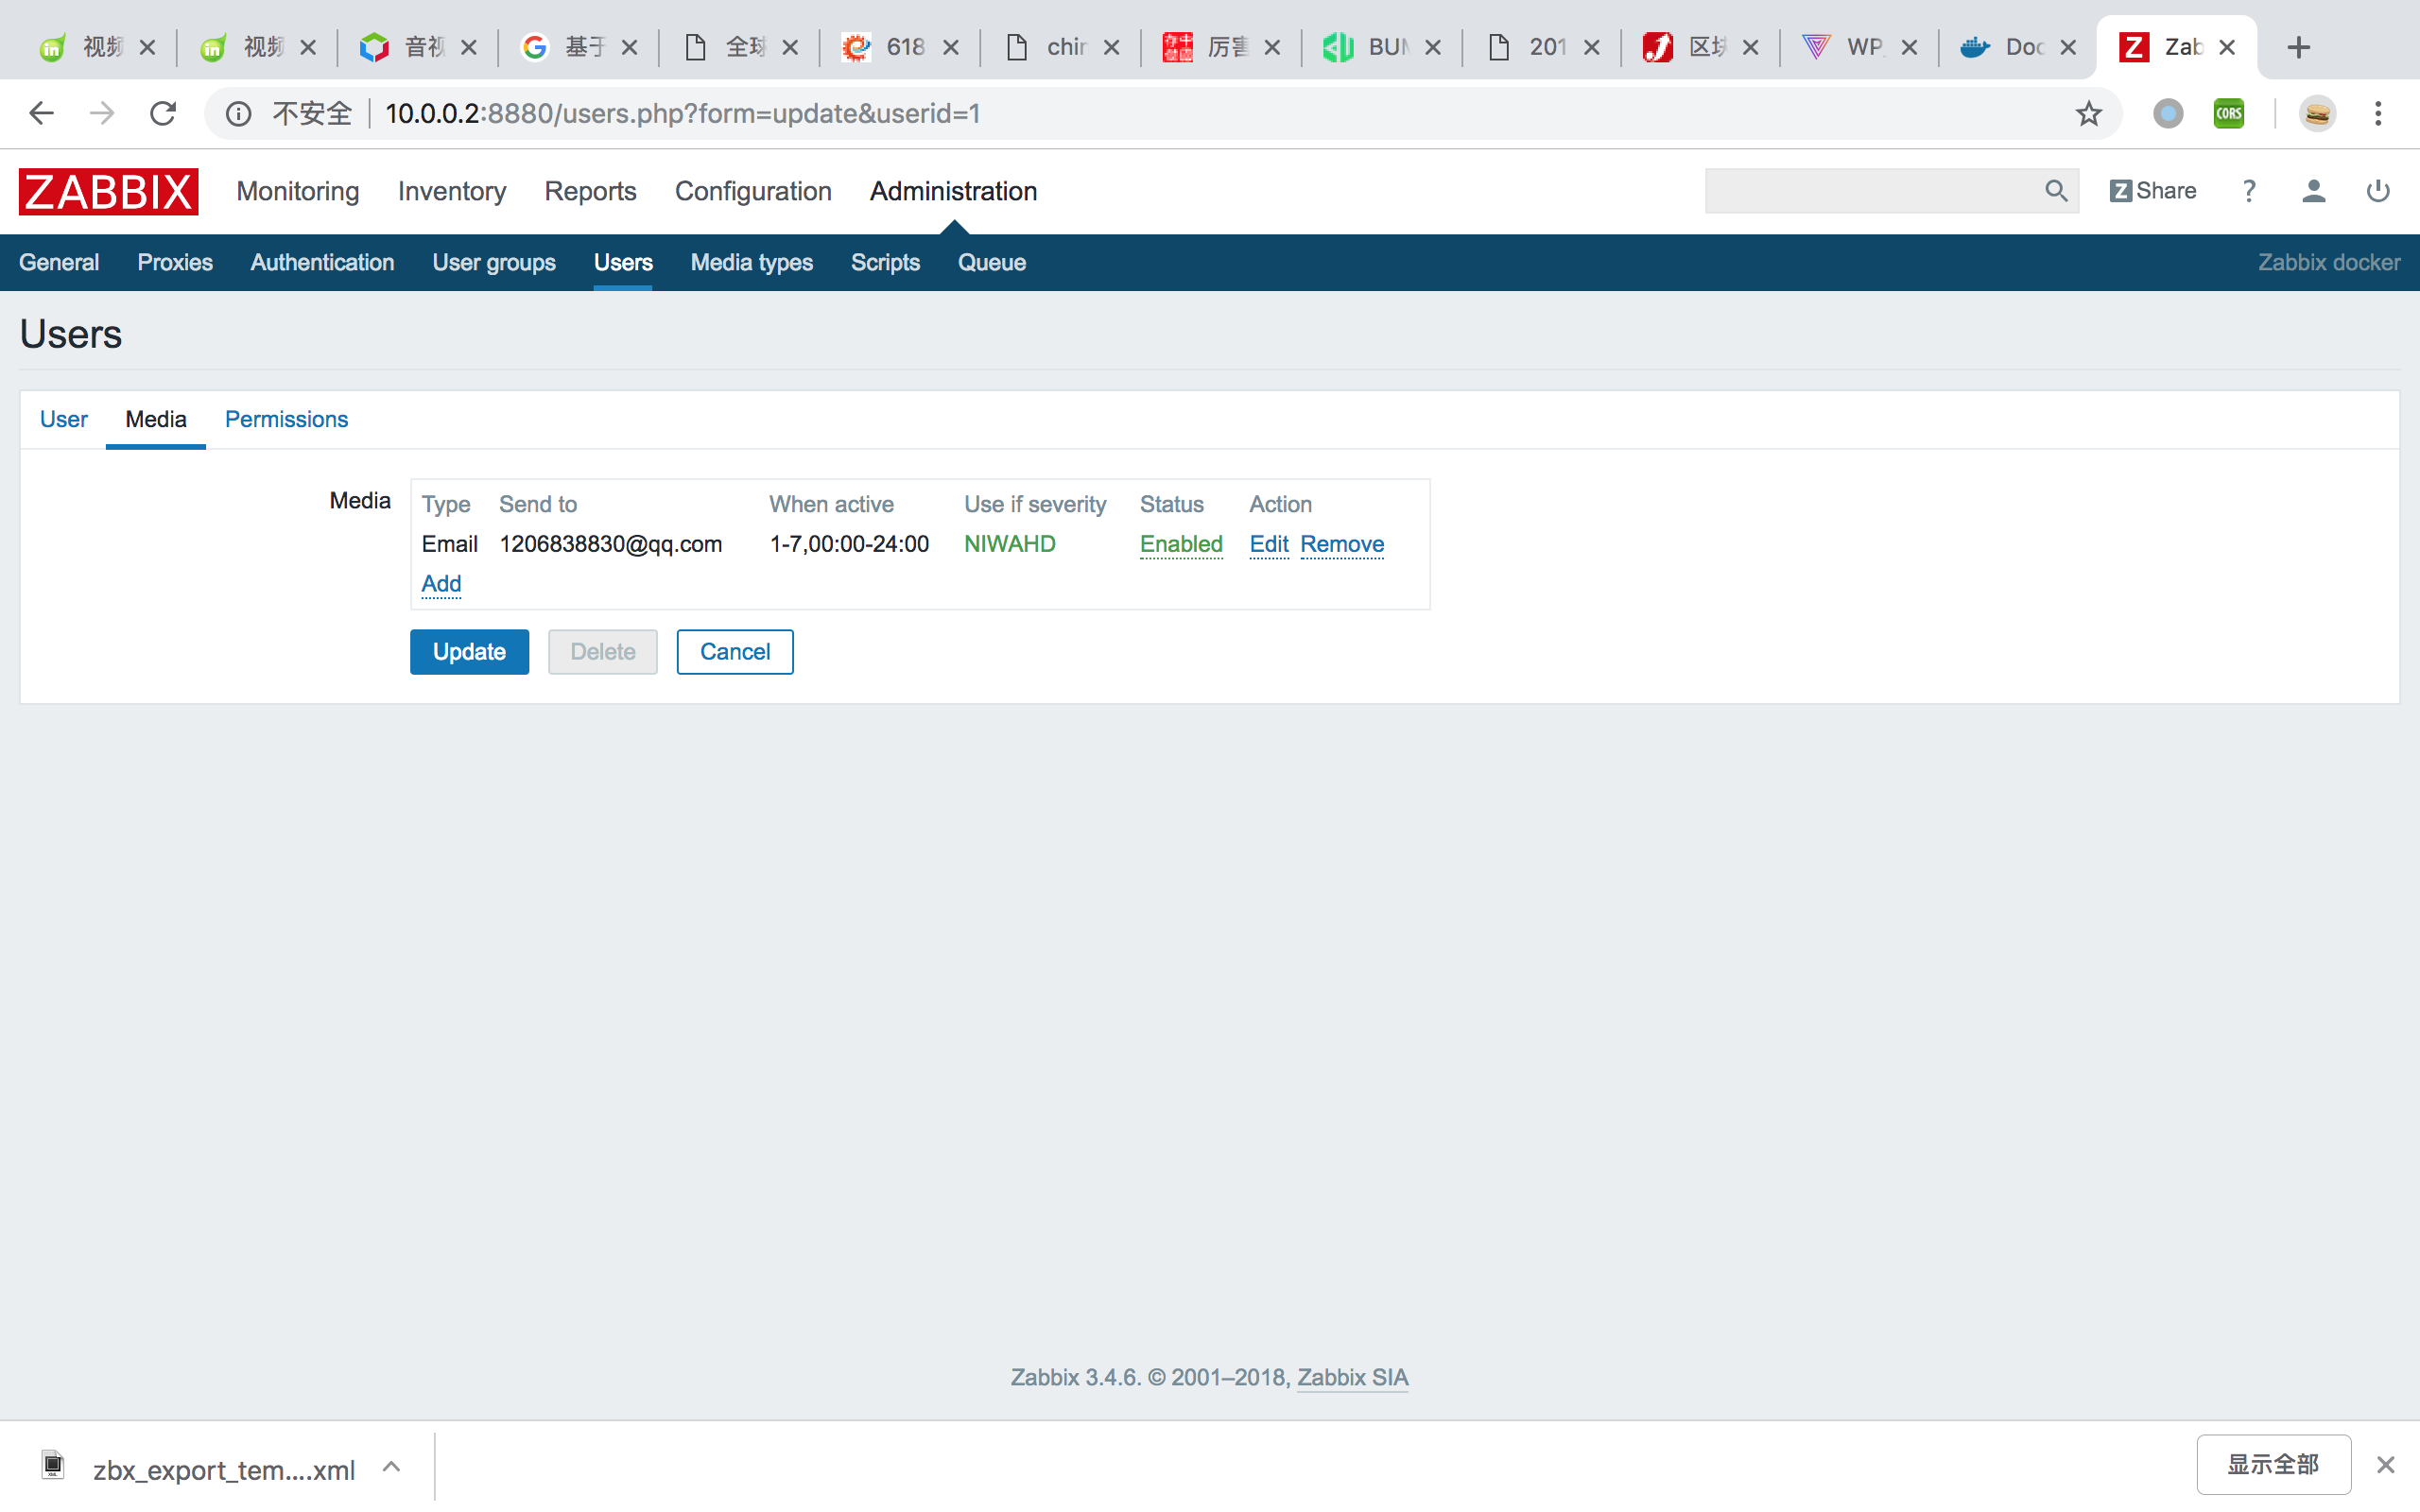 视频 视频 音视 基于 全球 618 chin 厉害 BUM 201 区块 WP_ Doc Zab
不安全 10.0.0.2:8880/users.php?form=update&userid=1 CORS
ZABBIX Monitoring Inventory Reports Configuration Administration Z Share ?
General Proxies Authentication User groups Users Media types Scripts Queue Zabbix docker
Users
User Media Permissions
Media Type Send to When active Use if severity Status Action
Email 1206838830@qq.com 1-7,00:00-24:00 NIWAHD Enabled Edit Remove
Add
Update Delete Cancel
Zabbix 3.4.6. © 2001–2018, Zabbix SIA
zbx_export_tem....xml 显示全部